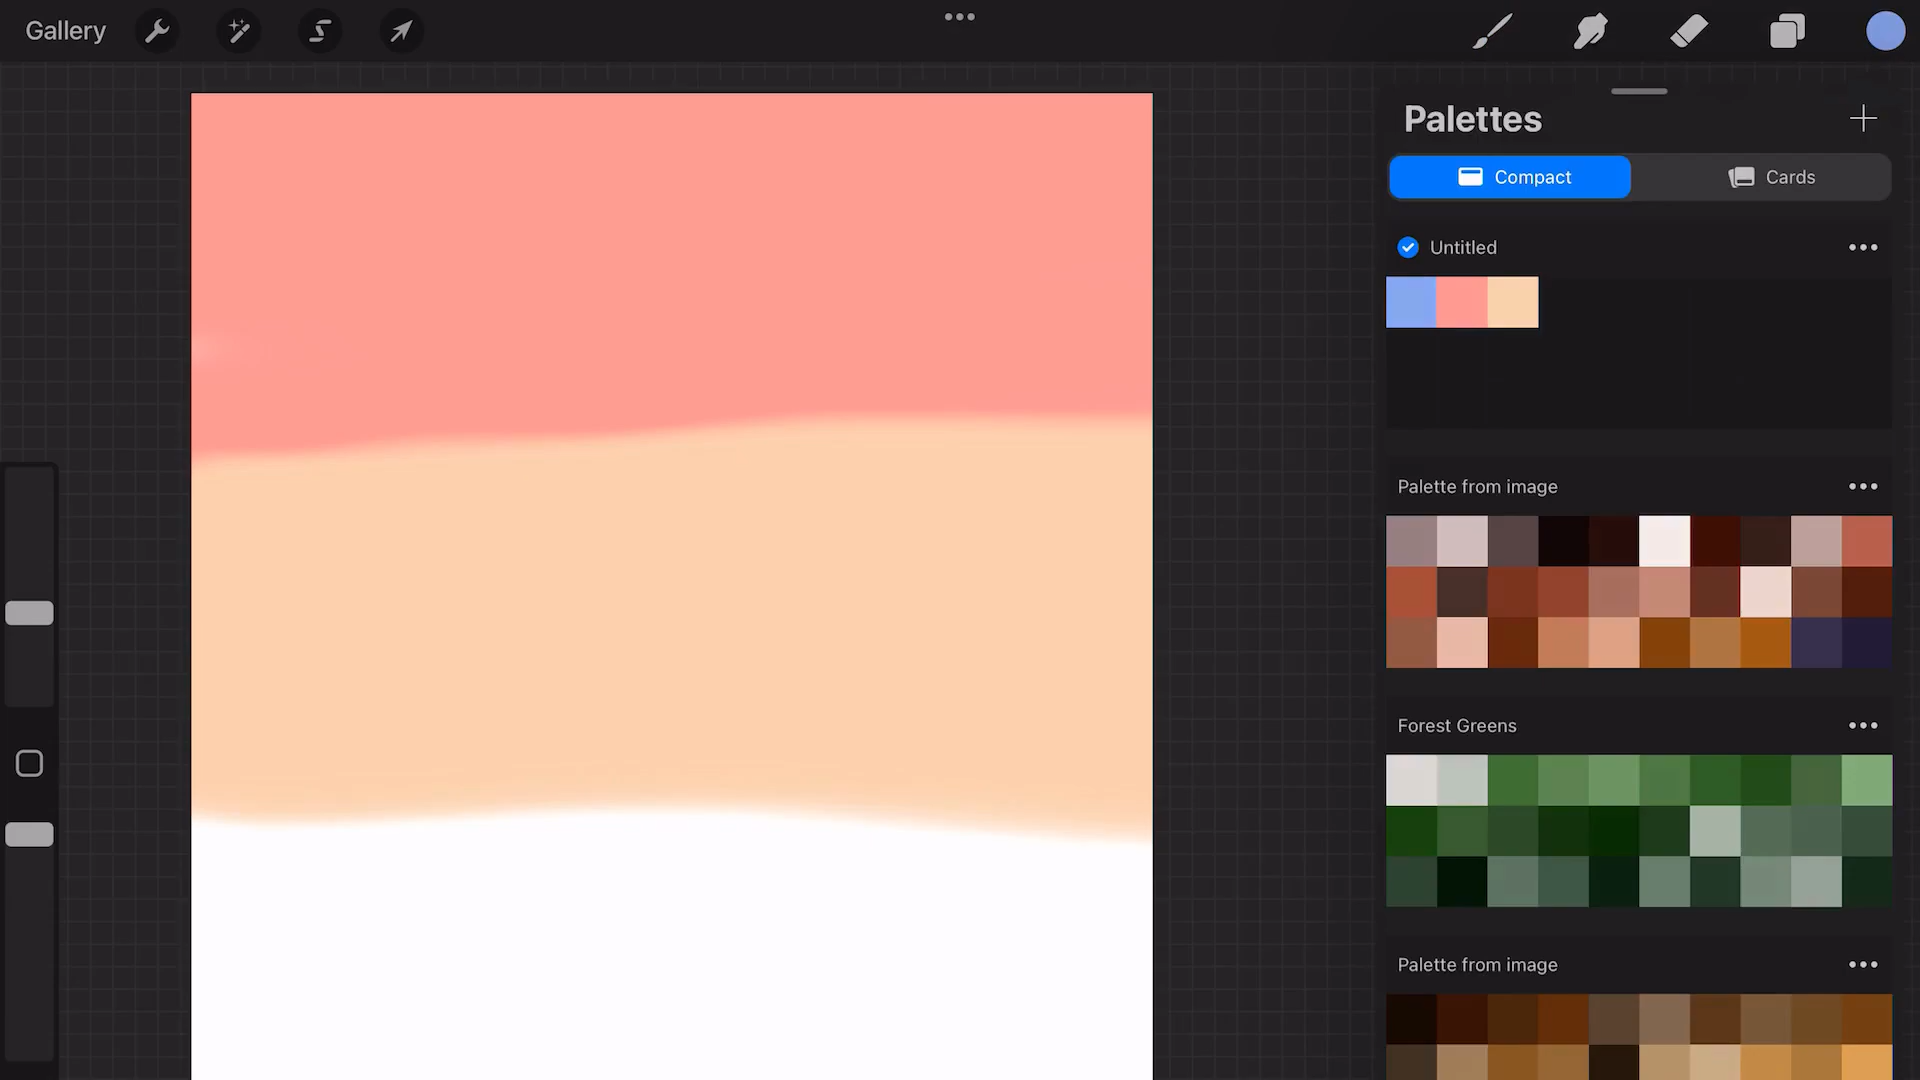 Gallery
Palettes
Compact
Cards
Untitled
Palette from image
Forest Greens
Palette from image